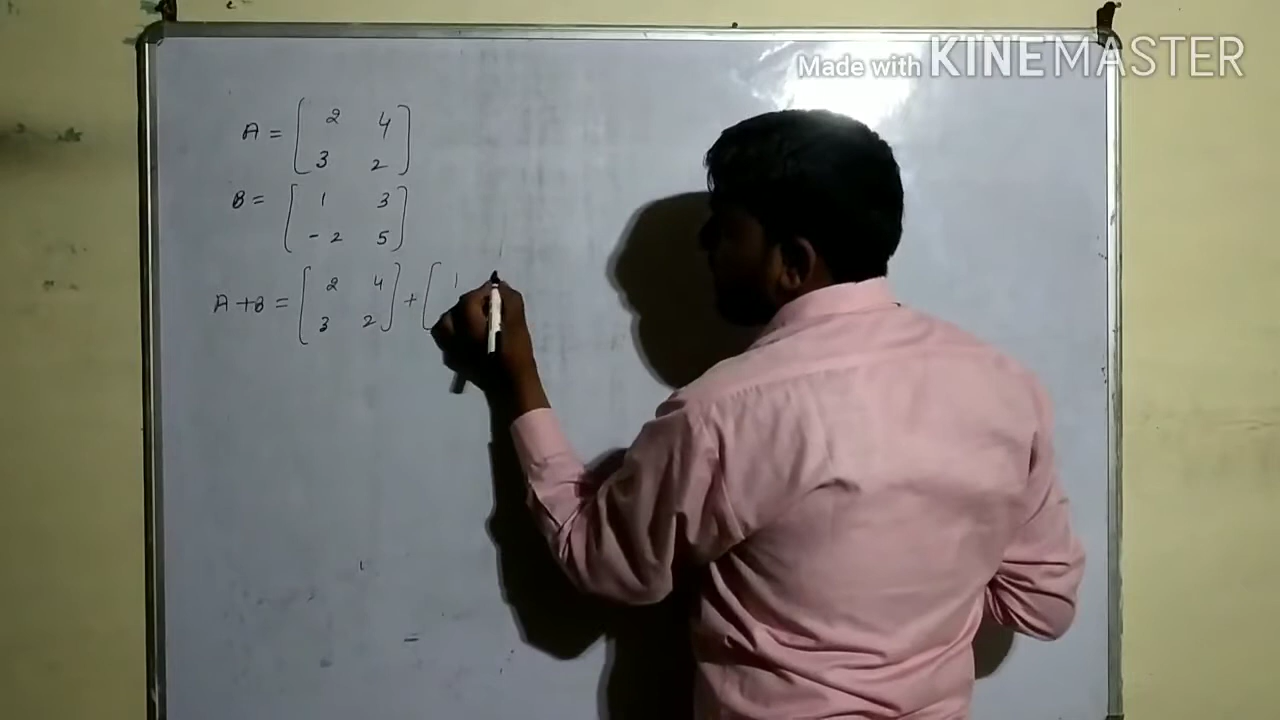 Made with KINEMASTER
A = [ 2 4
3 2 ]
B = [ 1 3
- 2 5 ]
A + B = [ 2 4
3 2 ] + [ 1